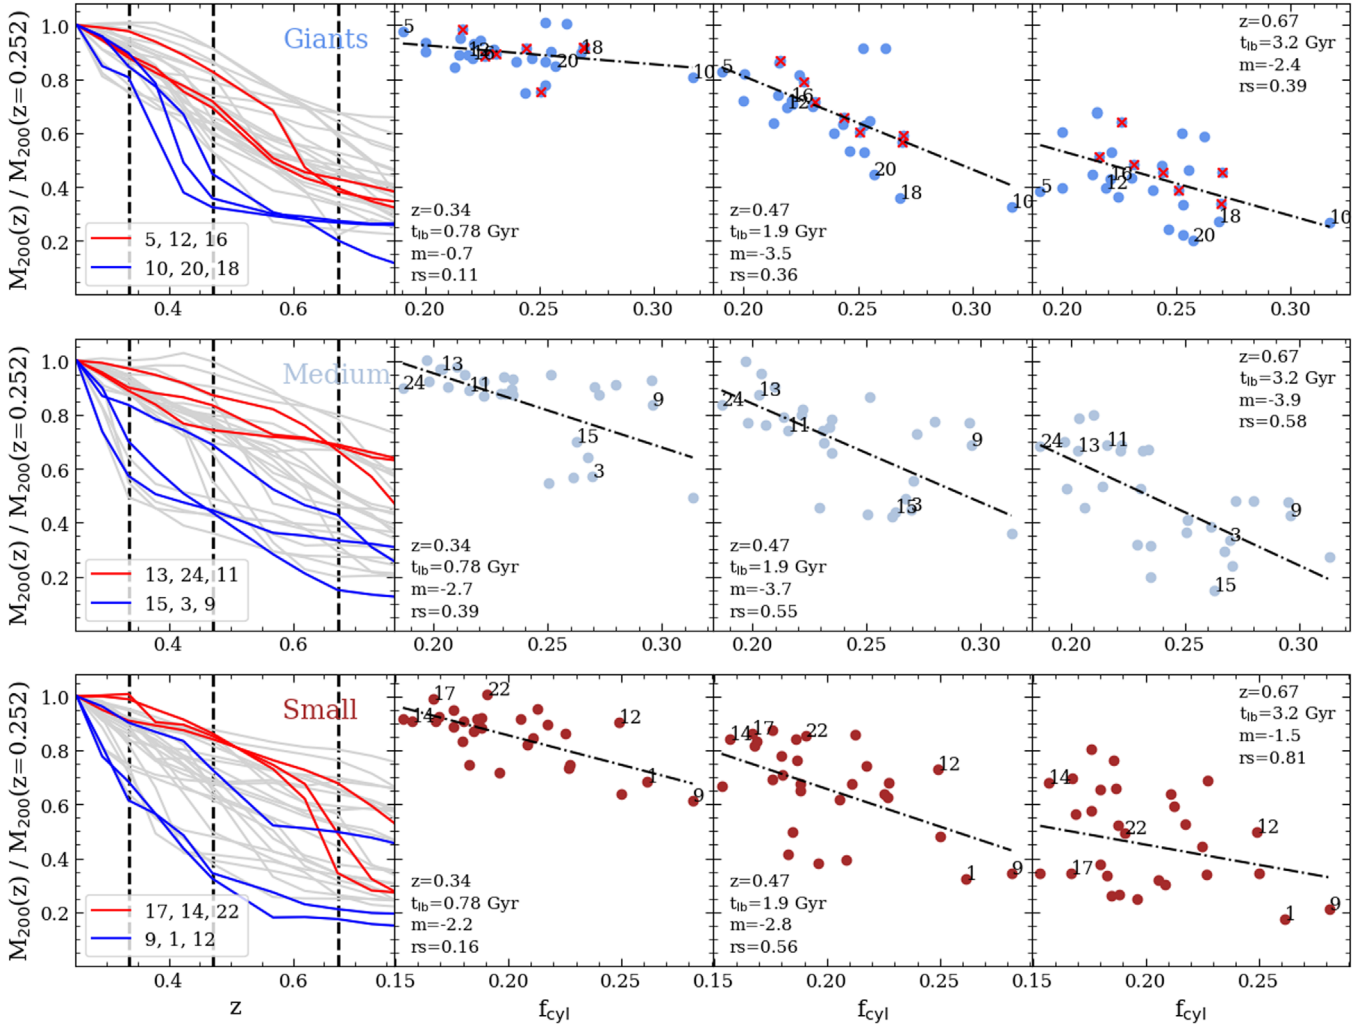 M200(z) / M200(z=0.252)
1.0
0.8
0.6
0.4
0.2
0.4
0.6
Giants
5, 12, 16
10, 20, 18
5
12
16
18
20
10
z=0.34
tlb=0.78 Gyr
m=-0.7
rs=0.11
0.20
0.25
0.30
5
16
12
20
18
10
z=0.47
tlb=1.9 Gyr
m=-3.5
rs=0.36
0.20
0.25
0.30
z=0.67
tlb=3.2 Gyr
m=-2.4
rs=0.39
5
16
12
18
20
10
0.20
0.25
0.30
M200(z) / M200(z=0.252)
1.0
0.8
0.6
0.4
0.2
0.4
0.6
Medium
13, 24, 11
15, 3, 9
13
24
11
9
15
3
z=0.34
tlb=0.78 Gyr
m=-2.7
rs=0.39
0.20
0.25
0.30
13
24
11
9
15
3
z=0.47
tlb=1.9 Gyr
m=-3.7
rs=0.55
0.20
0.25
0.30
z=0.67
tlb=3.2 Gyr
m=-3.9
rs=0.58
24
13
11
9
3
15
0.20
0.25
0.30
M200(z) / M200(z=0.252)
1.0
0.8
0.6
0.4
0.2
0.4
0.6
z
Small
17, 14, 22
9, 1, 12
17
22
14
12
1
9
z=0.34
tlb=0.78 Gyr
m=-2.2
rs=0.16
0.15
0.20
0.25
fcyl
14
17
22
12
1
9
z=0.47
tlb=1.9 Gyr
m=-2.8
rs=0.56
0.15
0.20
0.25
fcyl
z=0.67
tlb=3.2 Gyr
m=-1.5
rs=0.81
14
22
12
17
9
1
0.15
0.20
0.25
fcyl